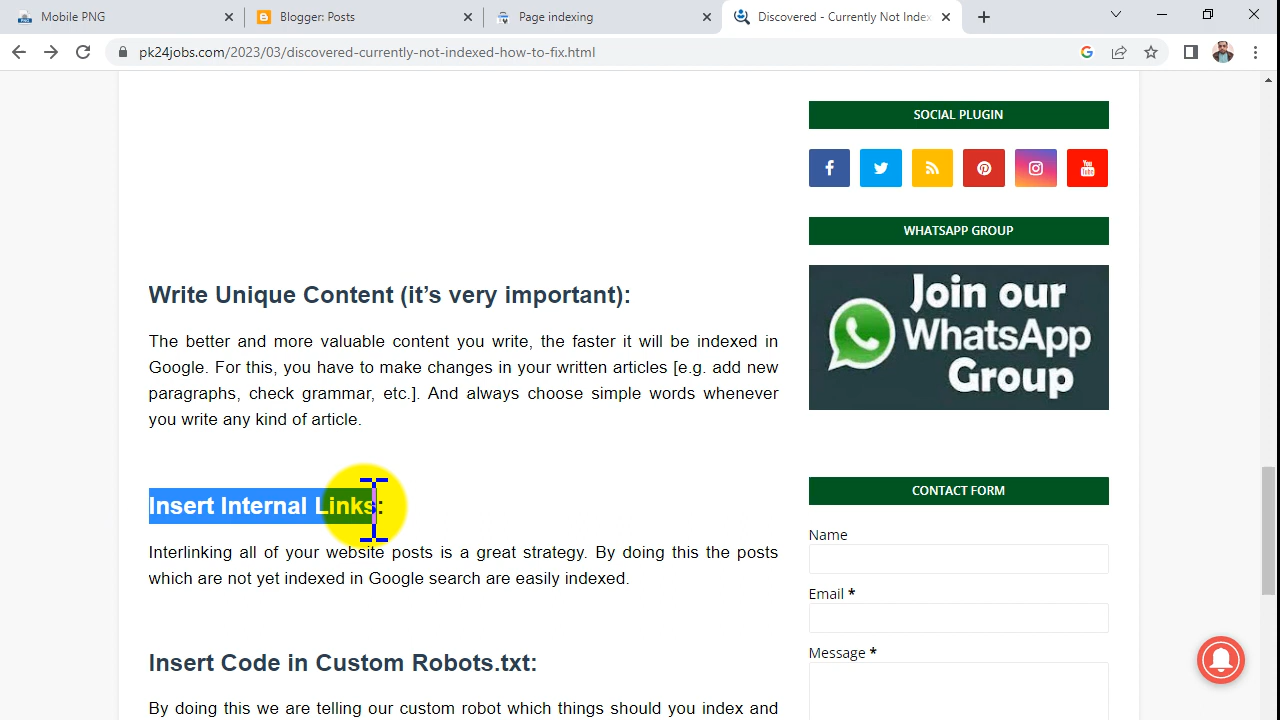 Mobile PNG
Blogger: Posts
Page indexing
Discovered - Currently Not Index
pk24jobs.com/2023/03/discovered-currently-not-indexed-how-to-fix.html
Write Unique Content (it’s very important):
The better and more valuable content you write, the faster it will be indexed in
Google. For this, you have to make changes in your written articles [e.g. add new
paragraphs, check grammar, etc.]. And always choose simple words whenever
you write any kind of article.
Insert Internal Links:
Interlinking all of your website posts is a great strategy. By doing this the posts
which are not yet indexed in Google search are easily indexed.
Insert Code in Custom Robots.txt:
By doing this we are telling our custom robot which things should you index and
SOCIAL PLUGIN
You Tube
WHATSAPP GROUP
Join our
WhatsApp
Group
CONTACT FORM
Name
Email *
Message *